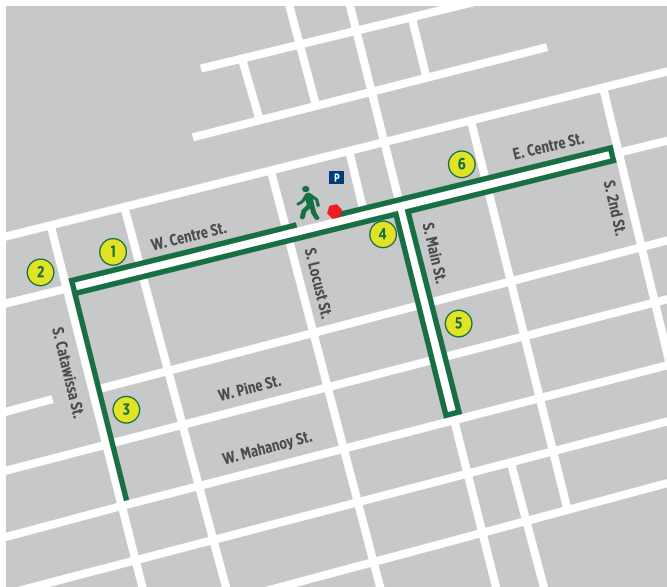 P
6
E. Centre St.
S. 2nd St.
W. Centre St.
1
2
4
S. Main St.
S. Locust St.
5
S. Catawissa St.
3
W. Pine St.
W. Mahanoy St.